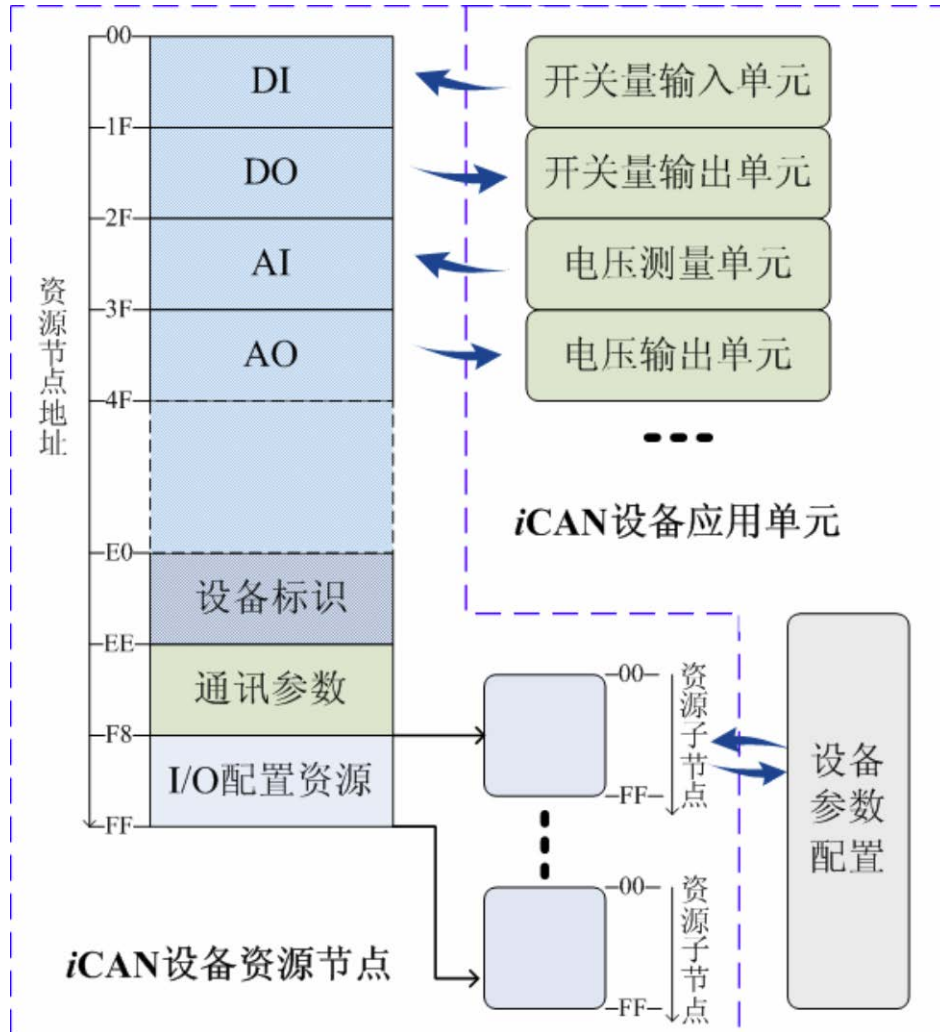 00
DI
开关量输入单元
1F
DO
开关量输出单元
2F
AI
电压测量单元
3F
AO
电压输出单元
4F
资源节点地址
iCAN设备应用单元
E0
设备标识
EE
通讯参数
F8
I/O配置资源
FF
00
资源子节点
FF
设备
参数
配置
00
资源子节点
FF
iCAN设备资源节点